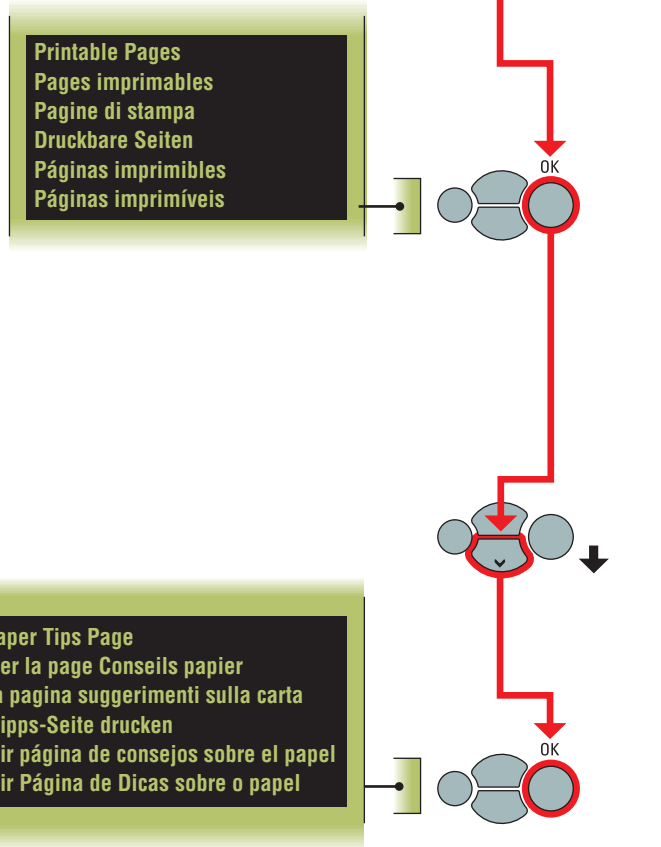 Printable Pages
Pages imprimables
Pagine di stampa
Druckbare Seiten
Páginas imprimibles
Páginas imprimíveis
OK
aper Tips Page
er la page Conseils papier
a pagina suggerimenti sulla carta
ipps-Seite drucken
ir página de consejos sobre el papel
ir Página de Dicas sobre o papel
OK